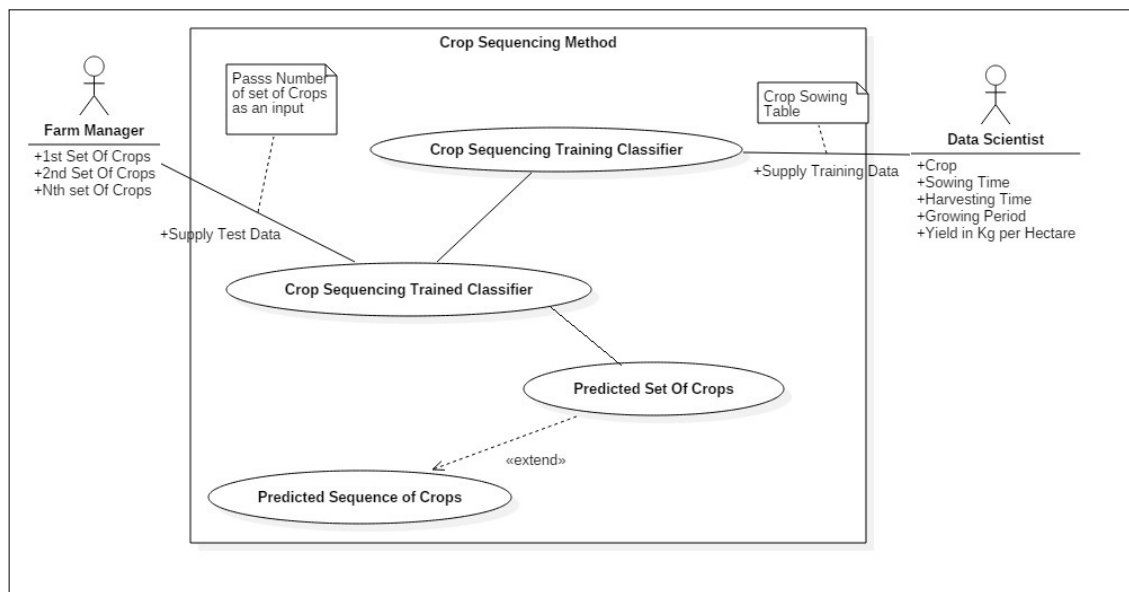 Crop Sequencing Method
Passs Number
of set of Crops
as an input
Crop Sowing
Table
Farm Manager
+1st Set Of Crops
+2nd Set Of Crops
+Nth set Of Crops
Data Scientist
+Crop
+Sowing Time
+Harvesting Time
+Growing Period
+Yield in Kg per Hectare
Crop Sequencing Training Classifier
+Supply Training Data
+Supply Test Data
Crop Sequencing Trained Classifier
Predicted Set Of Crops
«extend»
Predicted Sequence of Crops